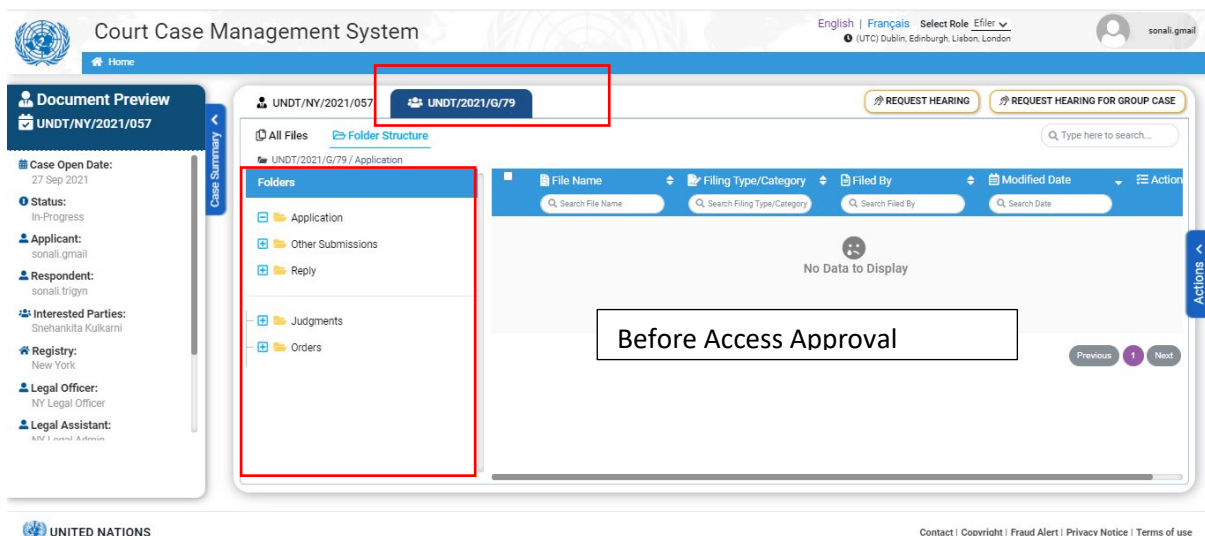 Court Case Management System
English | Français Select Role Efiler
(UTC) Dublin, Edinburgh, Lisbon, London
sonali.gmail
Home
Document Preview
UNDT/NY/2021/057
Case Open Date:
27 Sep 2021
Status:
In-Progress
Applicant:
sonali.gmail
Respondent:
sonali.trigyn
Interested Parties:
Snehankita Kulkarni
Registry:
New York
Legal Officer:
NY Legal Officer
Legal Assistant:
NY Legal Admin
Case Summary
UNDT/NY/2021/057
UNDT/2021/G/79
REQUEST HEARING
REQUEST HEARING FOR GROUP CASE
All Files
Folder Structure
Type here to search...
UNDT/2021/G/79 / Application
Folders
Application
Other Submissions
Reply
Judgments
Orders
File Name
Filing Type/Category
Filed By
Modified Date
Action
Search File Name
Search Filing Type/Category
Search Filed By
Search Date
No Data to Display
Before Access Approval
Previous 1 Next
Actions
UNITED NATIONS
Contact | Copyright | Fraud Alert | Privacy Notice | Terms of use